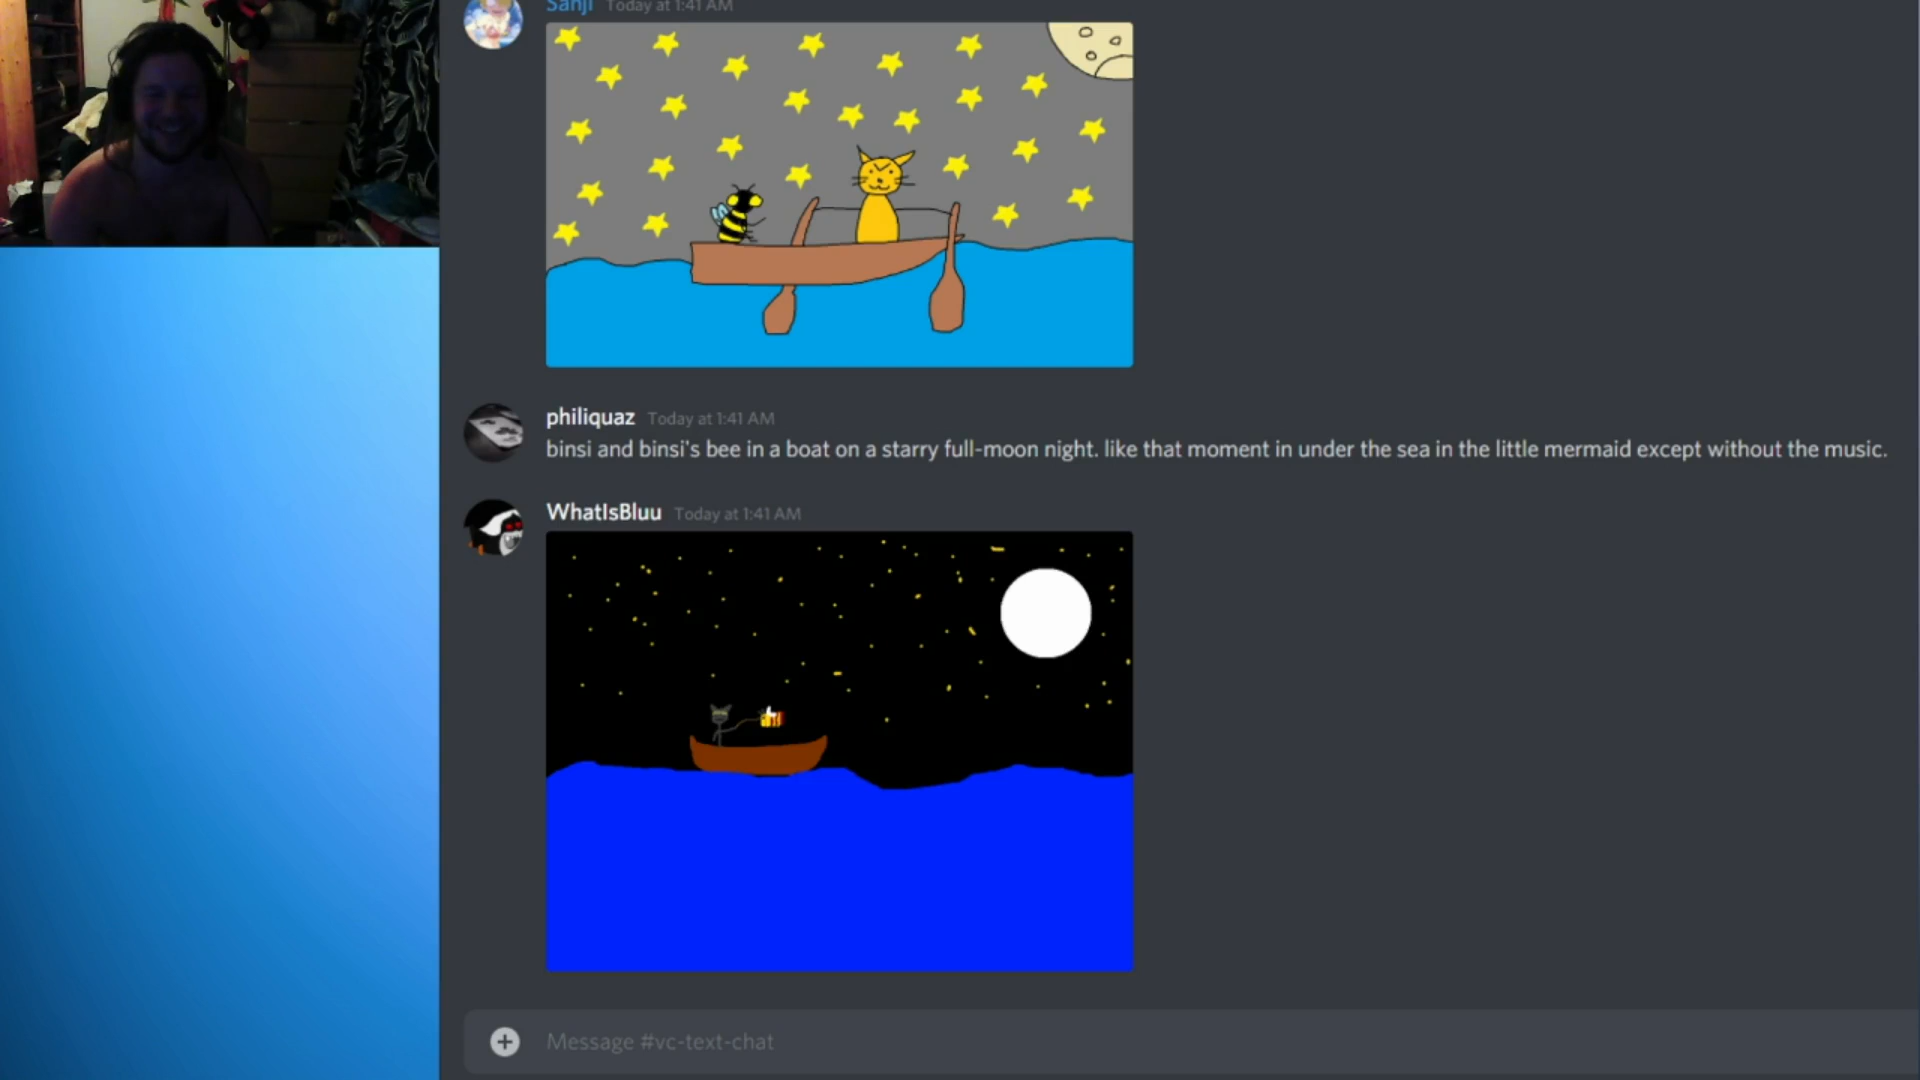 Sanji Today at 1:41 AM
philiquaz Today at 1:41 AM
binsi and binsi's bee in a boat on a starry full-moon night. like that moment in under the sea in the little mermaid except without the music.
WhatIsBluu Today at 1:41 AM
Message #vc-text-chat